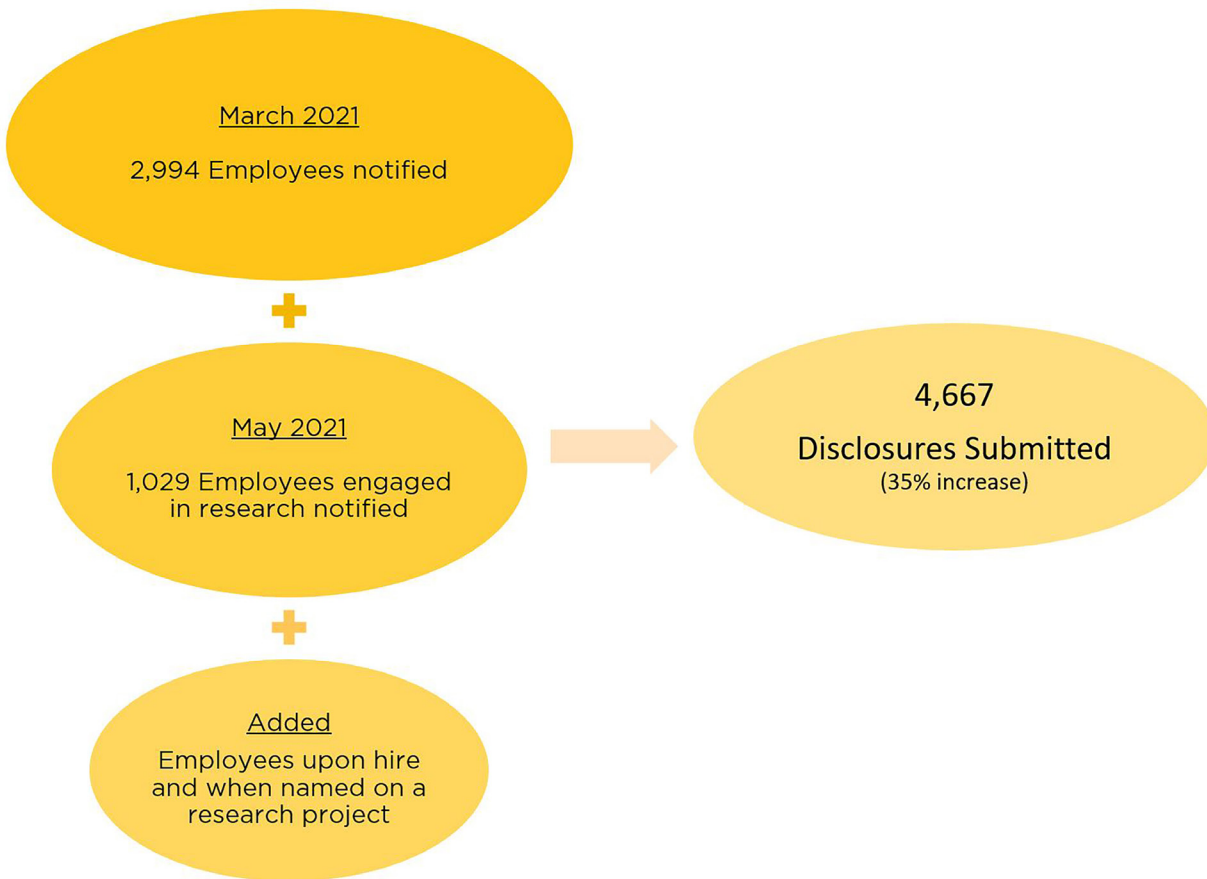 March 2021
2,994 Employees notified
May 2021
1,029 Employees engaged
in research notified
Added
Employees upon hire
and when named on a
research project
4,667
Disclosures Submitted
(35% increase)